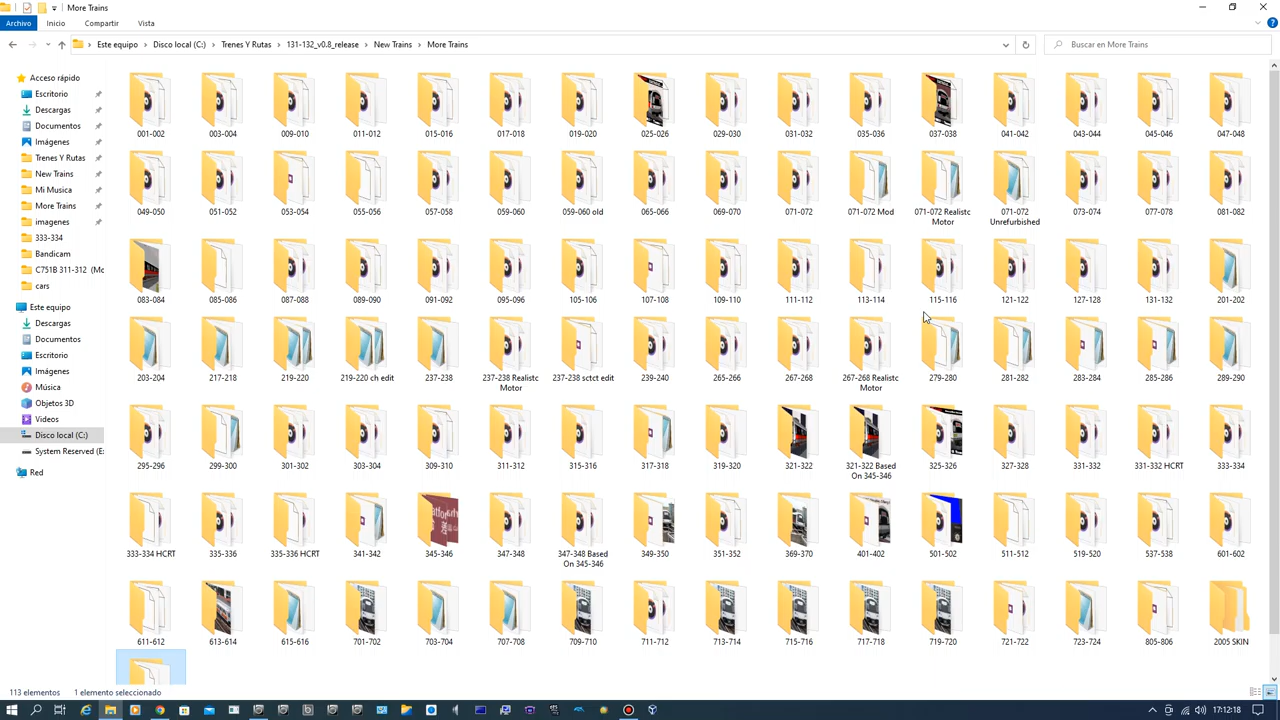 More Trains
Archivo Inicio Compartir Vista
Este equipo > Disco local (C:) > Trenes Y Rutas > 131-132_v0.8_release > New Trains > More Trains
Buscar en More Trains
Acceso rápido
Escritorio
Descargas
Documentos
Imágenes
Trenes Y Rutas
New Trains
Mi Musica
More Trains
imagenes
333-334
Bandicam
C751B 311-312 (Mc
cars
Este equipo
Descargas
Documentos
Escritorio
Imágenes
Música
Objetos 3D
Videos
Disco local (C:)
System Reserved (E:
Red
001-002 003-004 009-010 011-012 015-016 017-018 019-020 025-026 029-030 031-032 035-036 037-038 041-042 043-044 045-046 047-048
049-050 051-052 053-054 055-056 057-058 059-060 059-060 old 065-066 069-070 071-072 071-072 Mod 071-072 Realistc Motor 071-072 Unrefurbished 073-074 077-078 081-082
083-084 085-086 087-088 089-090 091-092 095-096 105-106 107-108 109-110 111-112 113-114 115-116 121-122 127-128 131-132 201-202
203-204 217-218 219-220 219-220 ch edit 237-238 237-238 Realistc Motor 237-238 sctct edit 239-240 265-266 267-268 267-268 Realistc Motor 279-280 281-282 283-284 285-286 289-290
295-296 299-300 301-302 303-304 309-310 311-312 315-316 317-318 319-320 321-322 321-322 Based On 345-346 325-326 327-328 331-332 331-332 HCRT 333-334
333-334 HCRT 335-336 335-336 HCRT 341-342 345-346 347-348 347-348 Based On 345-346 349-350 351-352 369-370 401-402 501-502 511-512 519-520 537-538 601-602
611-612 613-614 615-616 701-702 703-704 707-708 709-710 711-712 713-714 715-716 717-718 719-720 721-722 723-724 805-806 2005 SKIN
113 elementos 1 elemento seleccionado
17:12:18